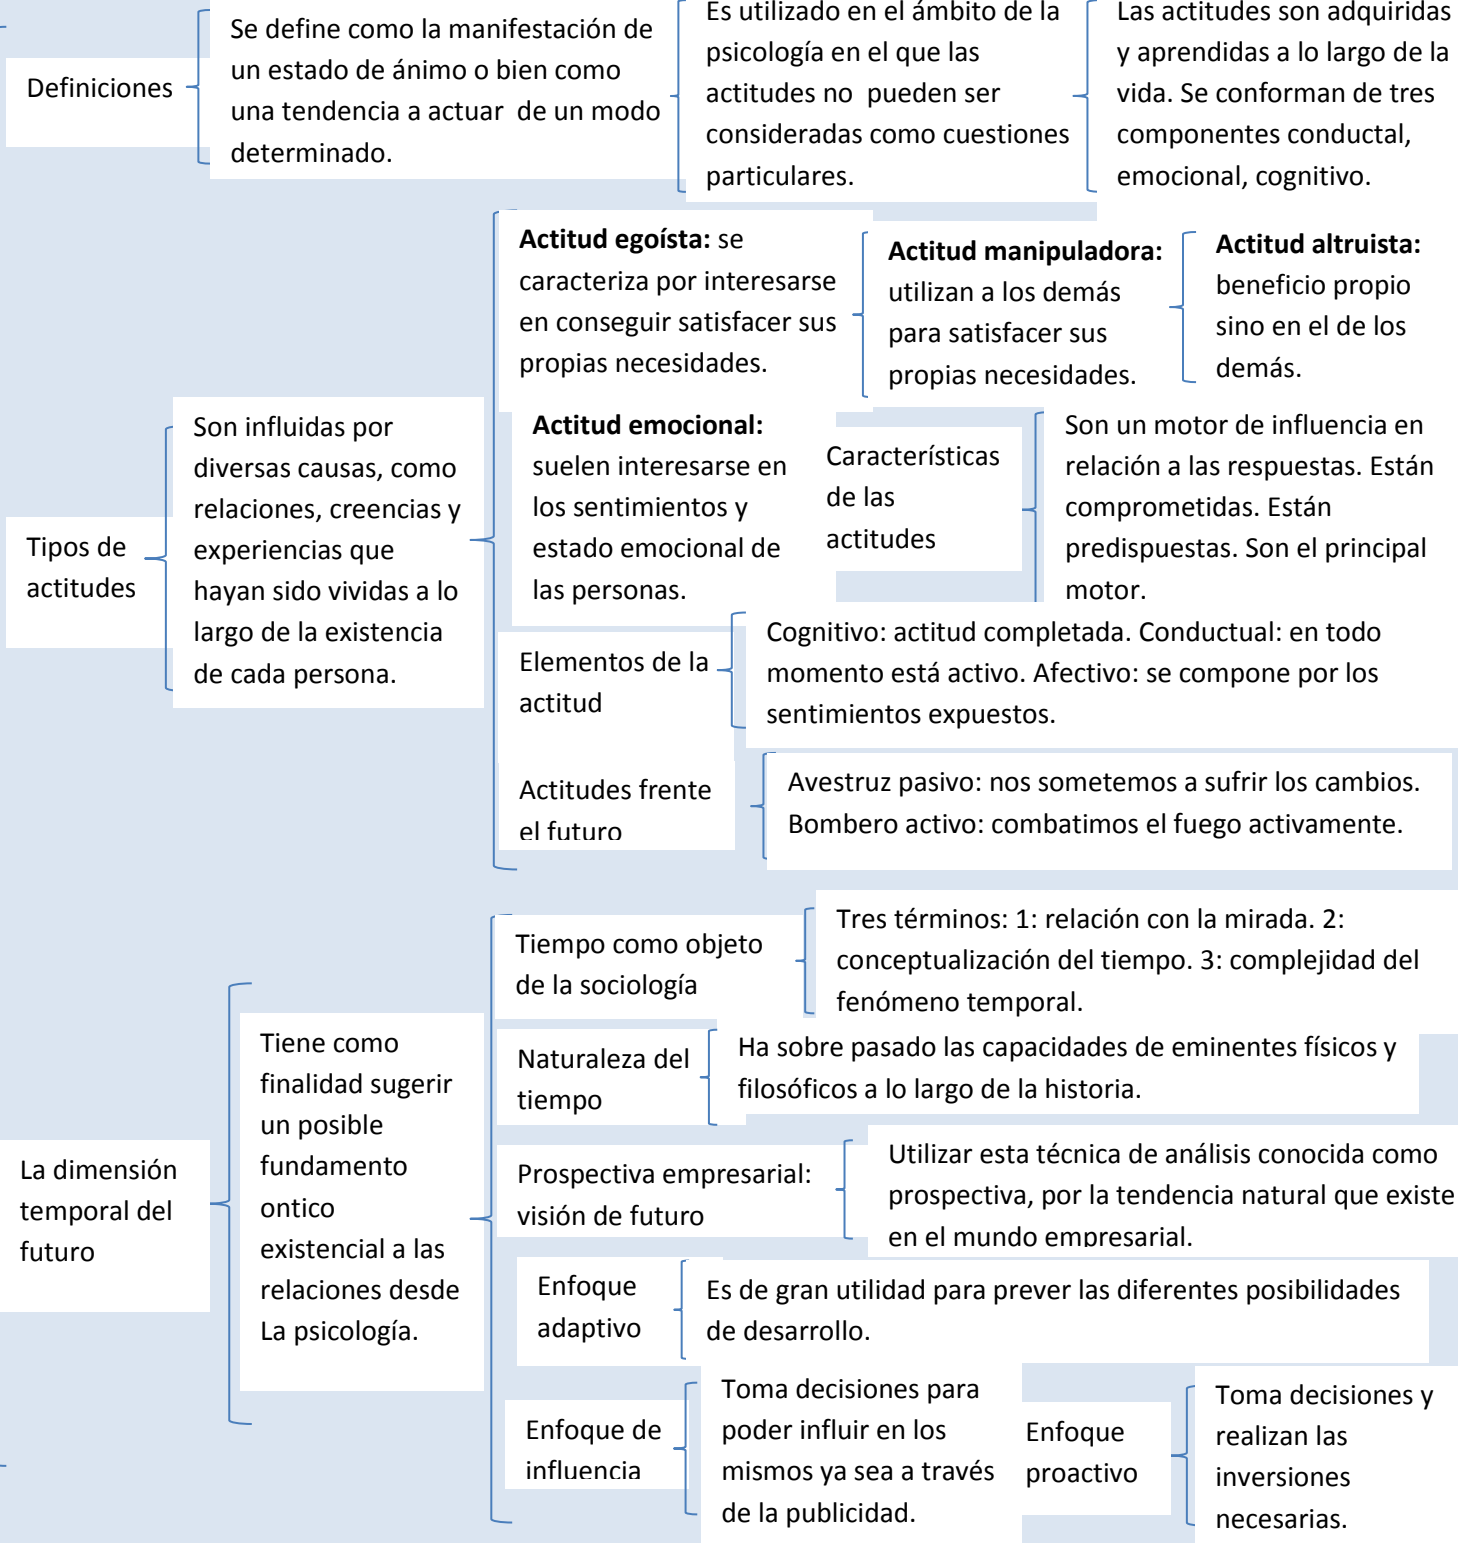 Definiciones
Se define como la manifestación de
un estado de ánimo o bien como
una tendencia a actuar de un modo
determinado.
Es utilizado en el ámbito de la
psicología en el que las
actitudes no pueden ser
consideradas como cuestiones
particulares.
Las actitudes son adquiridas
y aprendidas a lo largo de la
vida. Se conforman de tres
componentes conductal,
emocional, cognitivo.
Tipos de
actitudes
Son influidas por
diversas causas, como
relaciones, creencias y
experiencias que
hayan sido vividas a lo
largo de la existencia
de cada persona.
Actitud egoísta: se
caracteriza por interesarse
en conseguir satisfacer sus
propias necesidades.
Actitud manipuladora:
utilizan a los demás
para satisfacer sus
propias necesidades.
Actitud altruista:
beneficio propio
sino en el de los
demás.
Actitud emocional:
suelen interesarse en
los sentimientos y
estado emocional de
las personas.
Características
de las
actitudes
Son un motor de influencia en
relación a las respuestas. Están
comprometidas. Están
predispuestas. Son el principal
motor.
Elementos de la
actitud
Cognitivo: actitud completada. Conductual: en todo
momento está activo. Afectivo: se compone por los
sentimientos expuestos.
Actitudes frente
el futuro
Avestruz pasivo: nos sometemos a sufrir los cambios.
Bombero activo: combatimos el fuego activamente.
La dimensión
temporal del
futuro
Tiene como
finalidad sugerir
un posible
fundamento
ontico
existencial a las
relaciones desde
La psicología.
Tiempo como objeto
de la sociología
Tres términos: 1: relación con la mirada. 2:
conceptualización del tiempo. 3: complejidad del
fenómeno temporal.
Naturaleza del
tiempo
Ha sobre pasado las capacidades de eminentes físicos y
filosóficos a lo largo de la historia.
Prospectiva empresarial:
visión de futuro
Utilizar esta técnica de análisis conocida como
prospectiva, por la tendencia natural que existe
en el mundo empresarial.
Enfoque
adaptivo
Es de gran utilidad para prever las diferentes posibilidades
de desarrollo.
Enfoque de
influencia
Toma decisiones para
poder influir en los
mismos ya sea a través
de la publicidad.
Enfoque
proactivo
Toma decisiones y
realizan las
inversiones
necesarias.